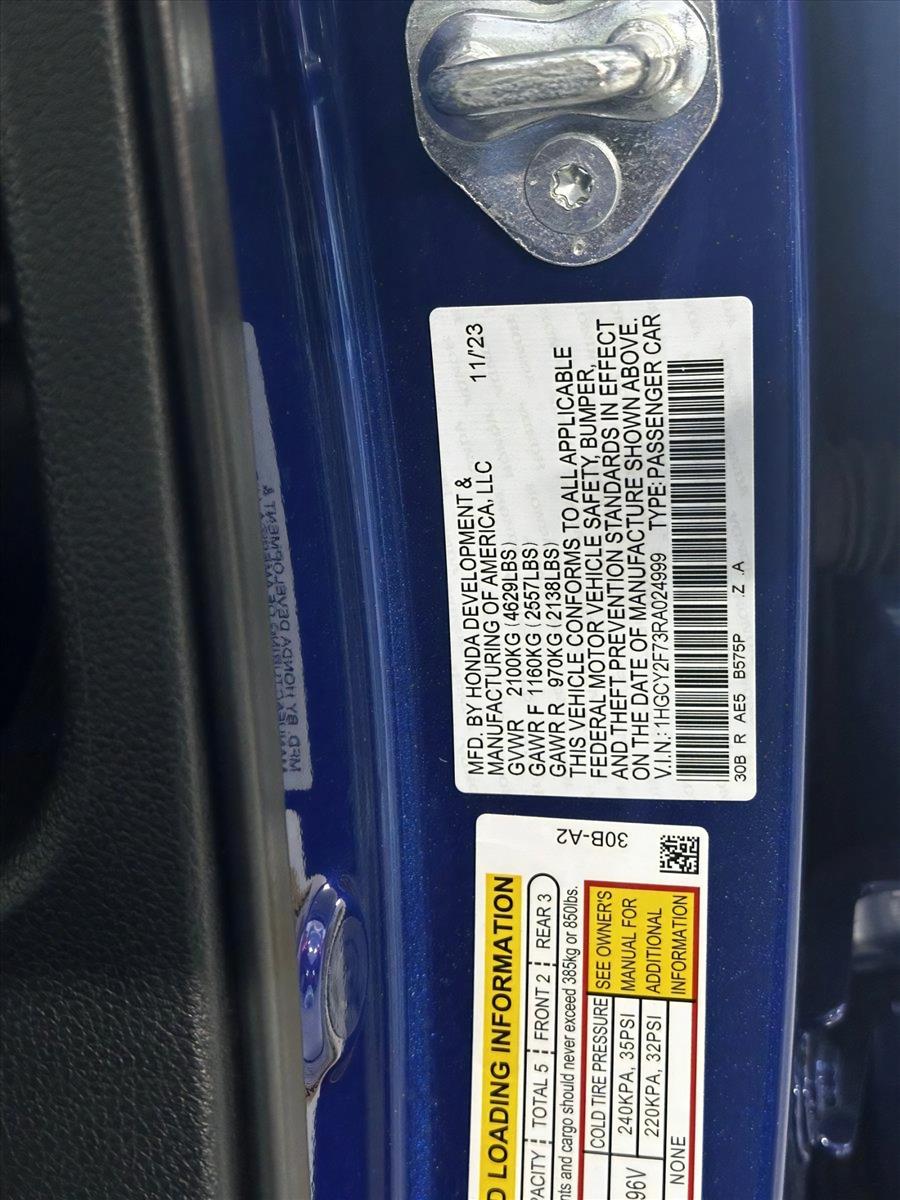 MFD. BY HONDA DEVELOPMENT &
MANUFACTURING OF AMERICA, LLC 11/'23
GVWR 2100KG (4629LBS)
GAWR F 1160KG (2557LBS)
GAWR R 970KG (2138LBS)
THIS VEHICLE CONFORMS TO ALL APPLICABLE
FEDERAL MOTOR VEHICLE SAFETY, BUMPER,
AND THEFT PREVENTION STANDARDS IN EFFECT
ON THE DATE OF MANUFACTURE SHOWN ABOVE.
V.I.N.: 1HGCY2F73RA024999 TYPE: PASSENGER CAR
30B R AE5 B575P .Z .A
LOADING INFORMATION
TOTAL 5 FRONT 2 REAR 3
and cargo should never exceed 385kg or 850lbs.
COLD TIRE PRESSURE
240KPA, 35PSI
96V 220KPA, 32PSI
NONE
SEE OWNER'S
MANUAL FOR
ADDITIONAL
INFORMATION
30B-A2